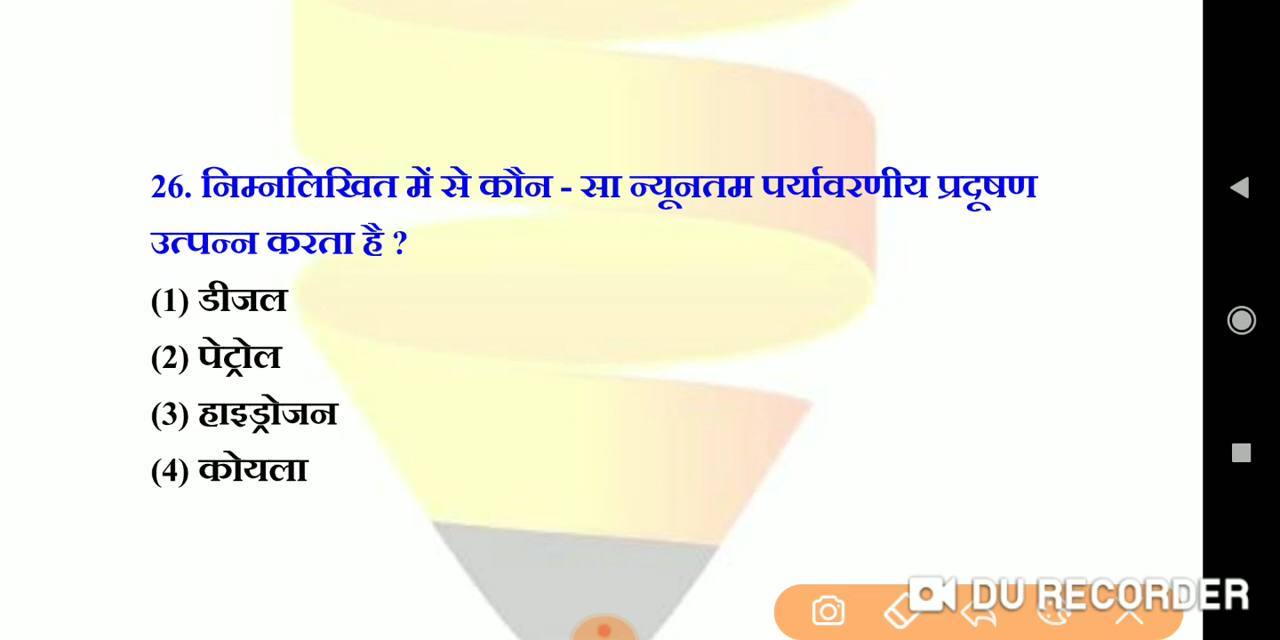 26. निम्नलिखित में से कौन - सा न्यूनतम पर्यावरणीय प्रदूषण
उत्पन्न करता है ?
(1) डीजल
(2) पेट्रोल
(3) हाइड्रोजन
(4) कोयला
DU RECORDER